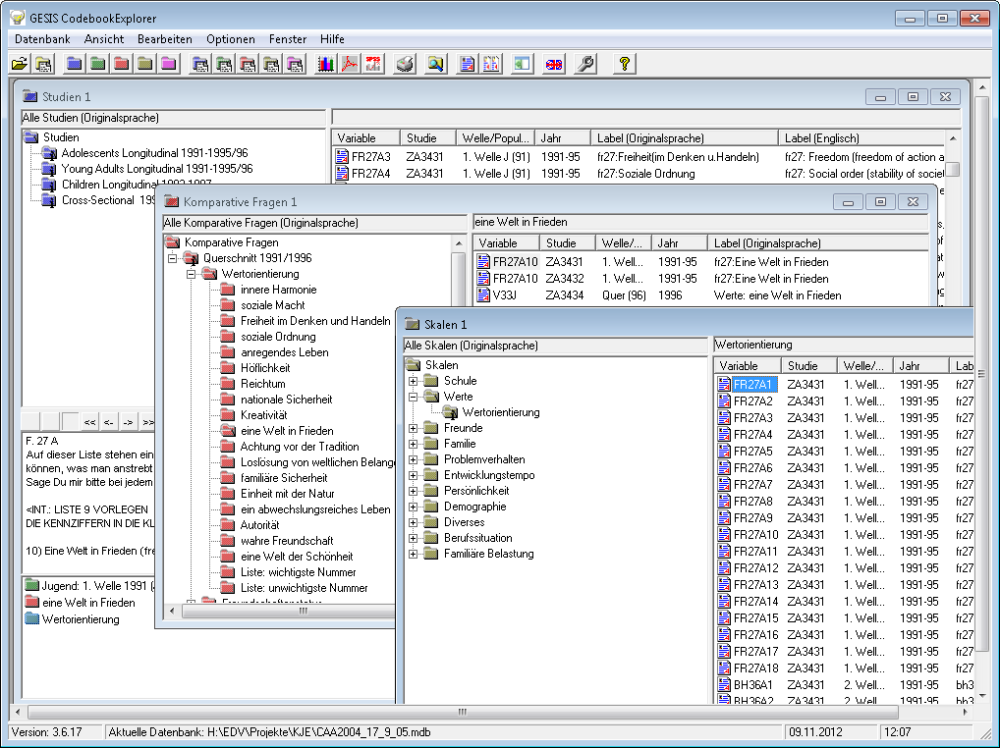 GESIS CodebookExplorer
Datenbank Ansicht Bearbeiten Optionen Fenster Hilfe
Studien 1
Alle Studien (Originalsprache)
Studien
Adolescents Longitudinal 1991-1995/96
Young Adults Longitudinal 1991-1995/96
Children Longitudinal
Cross-Sectional
Variable Studie Welle/Popul... Jahr Label (Originalsprache) Label (Englisch)
FR27A3 ZA3431 1. Welle J (91) 1991-95 fr27:Freiheit(im Denken u.Handeln) fr27: Freedom (freedom of action a
FR27A4 ZA3431 1. Welle J (91) 1991-95 fr27:Soziale Ordnung fr27: Social order (stability of societ
<< <- -> >>
F. 27 A
Auf dieser Liste stehen ein
können, was man anstrebt
Sage Du mir bitte bei jedem
<INT.: LISTE 9 VORLEGEN
DIE KENNZIFFERN IN DIE KL
10) Eine Welt in Frieden (fre
Jugend: 1. Welle 1991 (
eine Welt in Frieden
Wertorientierung
Komparative Fragen 1
Alle Komparative Fragen (Originalsprache)
Komparative Fragen
Querschnitt 1991/1996
Wertorientierung
innere Harmonie
soziale Macht
Freiheit im Denken und Handeln
soziale Ordnung
anregendes Leben
Höflichkeit
Reichtum
nationale Sicherheit
Kreativität
eine Welt in Frieden
Achtung vor der Tradition
Loslösung von weltlichen Belange
familiäre Sicherheit
Einheit mit der Natur
ein abwechslungsreiches Leben
Autorität
wahre Freundschaft
eine Welt der Schönheit
Liste: wichtigste Nummer
Liste: unwichtigste Nummer
eine Welt in Frieden
Variable Studie Welle/... Jahr Label (Originalsprache)
FR27A10 ZA3431 1. Well... 1991-95 fr27:Eine Welt in Frieden
FR27A10 ZA3432 1. Well... 1991-95 fr27:Eine Welt in Frieden
V33J ZA3434 Quer (96) 1996 Werte: eine Welt in Frieden
Skalen 1
Alle Skalen (Originalsprache)
Skalen
Schule
Werte
Wertorientierung
Freunde
Familie
Problemverhalten
Entwicklungstempo
Persönlichkeit
Demographie
Diverses
Berufssituation
Familiäre Belastung
Wertorientierung
Variable Studie Welle/... Jahr Lab
FR27A1 ZA3431 1. Well... 1991-95 fr27
FR27A2 ZA3431 1. Well... 1991-95 fr27
FR27A3 ZA3431 1. Well... 1991-95 fr27
FR27A4 ZA3431 1. Well... 1991-95 fr27
FR27A5 ZA3431 1. Well... 1991-95 fr27
FR27A6 ZA3431 1. Well... 1991-95 fr27
FR27A7 ZA3431 1. Well... 1991-95 fr27
FR27A8 ZA3431 1. Well... 1991-95 fr27
FR27A9 ZA3431 1. Well... 1991-95 fr27
FR27A10 ZA3431 1. Well... 1991-95 fr27
FR27A11 ZA3431 1. Well... 1991-95 fr27
FR27A12 ZA3431 1. Well... 1991-95 fr27
FR27A13 ZA3431 1. Well... 1991-95 fr27
FR27A14 ZA3431 1. Well... 1991-95 fr27
FR27A15 ZA3431 1. Well... 1991-95 fr27
FR27A16 ZA3431 1. Well... 1991-95 fr27
FR27A17 ZA3431 1. Well... 1991-95 fr27
FR27A18 ZA3431 1. Well... 1991-95 fr27
BH36A1 ZA3431 2. Well... 1991-95 bh3
BH36A2 ZA3431 2. Well... 1991-95 bh3
Version: 3.6.17 Aktuelle Datenbank: H:\EDV\Projekte\KJE\CAA2004_17_9_05.mdb 09.11.2012 12:07